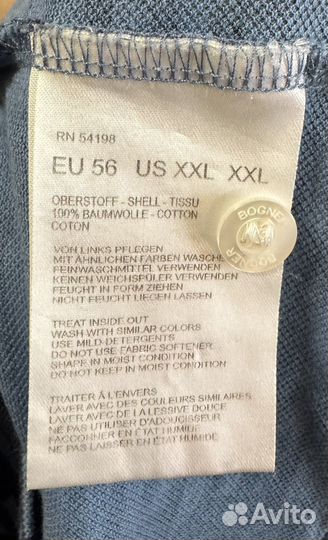 RN 54198
EU 56 US XXL XXL
OBERSTOFF - SHELL - TISSU
100% BAUMWOLLE - COTTON
COTON
BOGNER
BOGNER
VON LINKS PFLEGEN
MIT ÄHNLICHEN FARBEN WASCHE
FEINWASCHMITTEL VERWENDEN
KEINEN WEICHSPÜLER VERWENDEN
FEUCHT IN FORM ZIEHEN
NICHT FEUCHT LIEGEN LASSEN
TREAT INSIDE OUT
WASH WITH SIMILAR COLORS
USE MILD DETERGENTS
DO NOT USE FABRIC SOFTENER
SHAPE IN MOIST CONDITION
DO NOT KEEP IN MOIST CONDITION
TRAITER À L'ENVERS
LAVER AVEC DES COULEURS SIMILAIRES
LAVER AVEC DE LA LESSIVE DOUCE
NE PAS UTILISER D'ADOUCISSANT
FACCONNER EN ÉTAT HUMIDE
NE PAS LAISSER EN ÉTAT HUMIDE
Avito